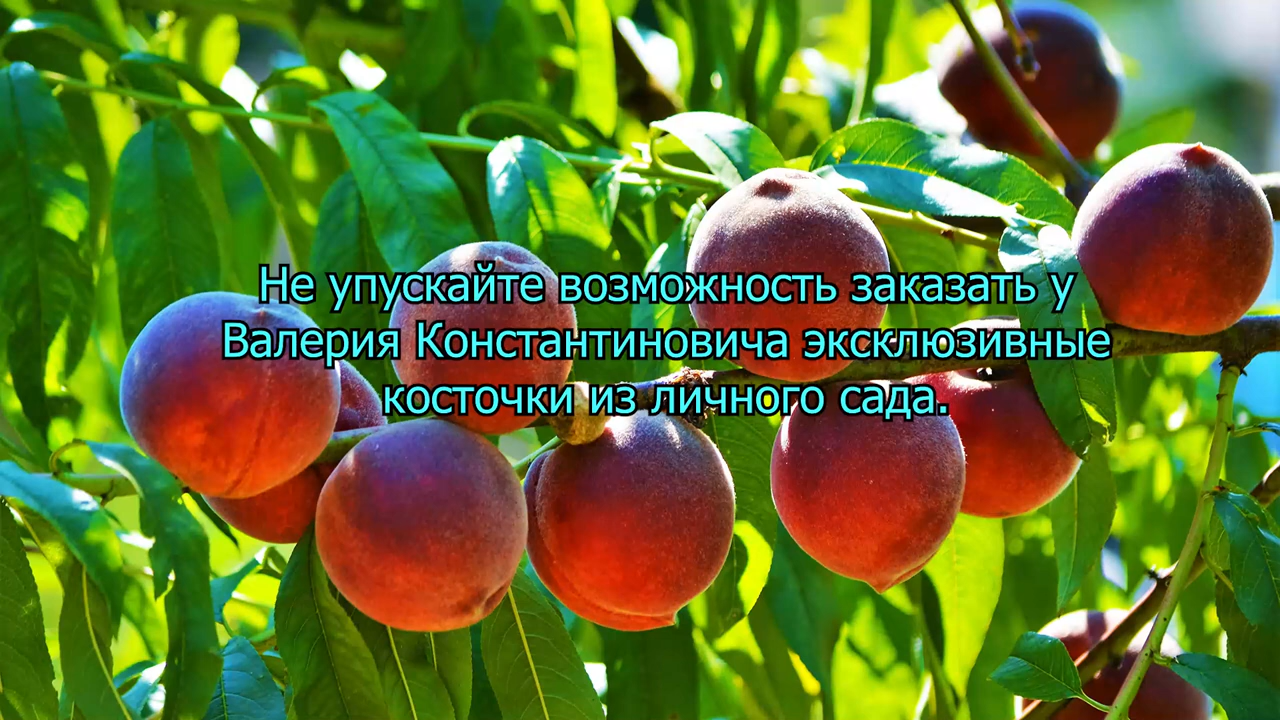 Не упускайте возможность заказать у
Валерия Константиновича эксклюзивные
косточки из личного сада.